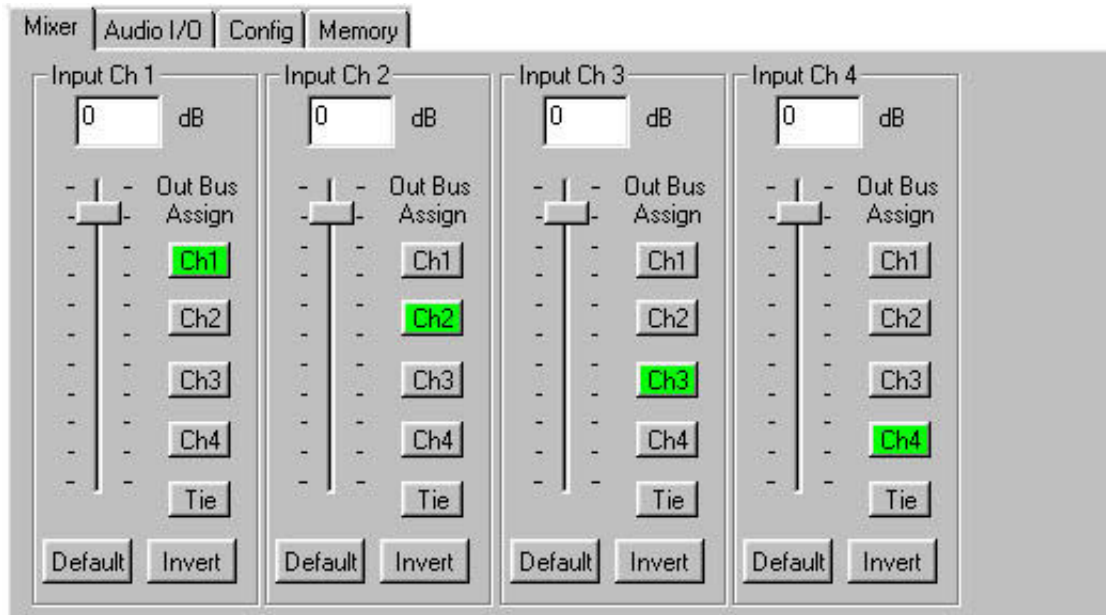 Mixer Audio I/O Config Memory
Input Ch 1 Input Ch 2 Input Ch 3 Input Ch 4
0 dB 0 dB 0 dB 0 dB
Out Bus Out Bus Out Bus Out Bus
Assign Assign Assign Assign
Ch1 Ch1 Ch1 Ch1
Ch2 Ch2 Ch2 Ch2
Ch3 Ch3 Ch3 Ch3
Ch4 Ch4 Ch4 Ch4
Tie Tie Tie Tie
Default Invert Default Invert Default Invert Default Invert